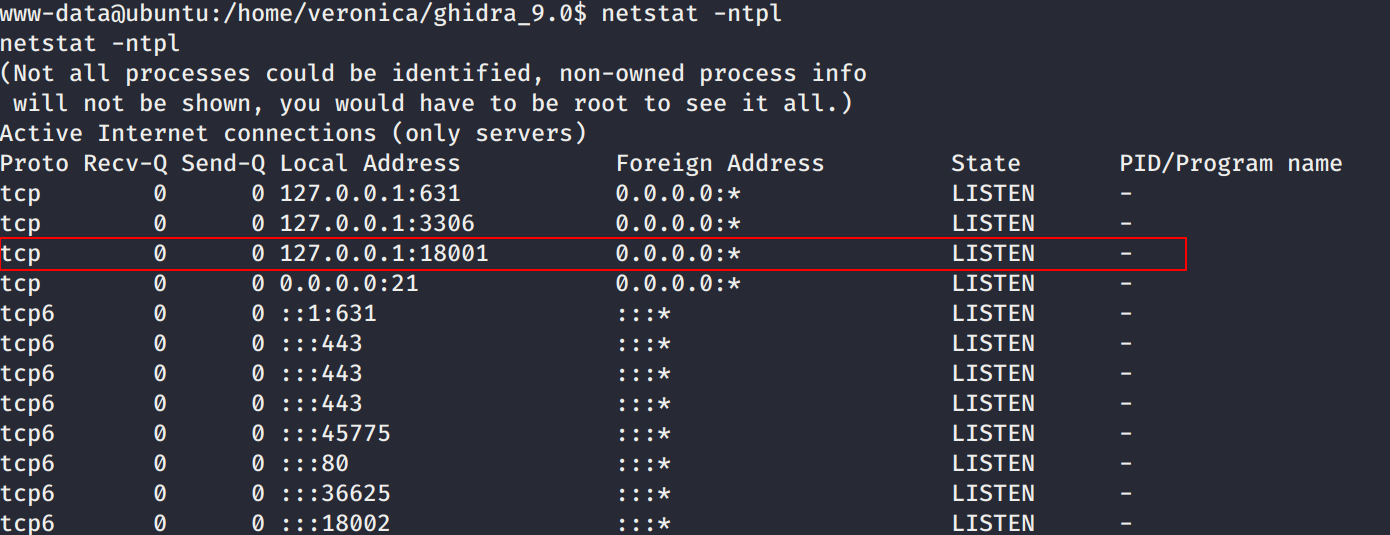 www-data@ubuntu:/home/veronica/ghidra_9.0$ netstat -ntpl
netstat -ntpl
(Not all processes could be identified, non-owned process info
 will not be shown, you would have to be root to see it all.)
Active Internet connections (only servers)
Proto Recv-Q Send-Q Local Address           Foreign Address         State       PID/Program name
tcp        0      0 127.0.0.1:631           0.0.0.0:*               LISTEN      -
tcp        0      0 127.0.0.1:3306          0.0.0.0:*               LISTEN      -
tcp        0      0 127.0.0.1:18001         0.0.0.0:*               LISTEN      -
tcp        0      0 0.0.0.0:21              0.0.0.0:*               LISTEN      -
tcp6       0      0 ::1:631                 :::*                    LISTEN      -
tcp6       0      0 :::443                  :::*                    LISTEN      -
tcp6       0      0 :::443                  :::*                    LISTEN      -
tcp6       0      0 :::443                  :::*                    LISTEN      -
tcp6       0      0 :::45775                :::*                    LISTEN      -
tcp6       0      0 :::80                   :::*                    LISTEN      -
tcp6       0      0 :::36625                :::*                    LISTEN      -
tcp6       0      0 :::18002                :::*                    LISTEN      -